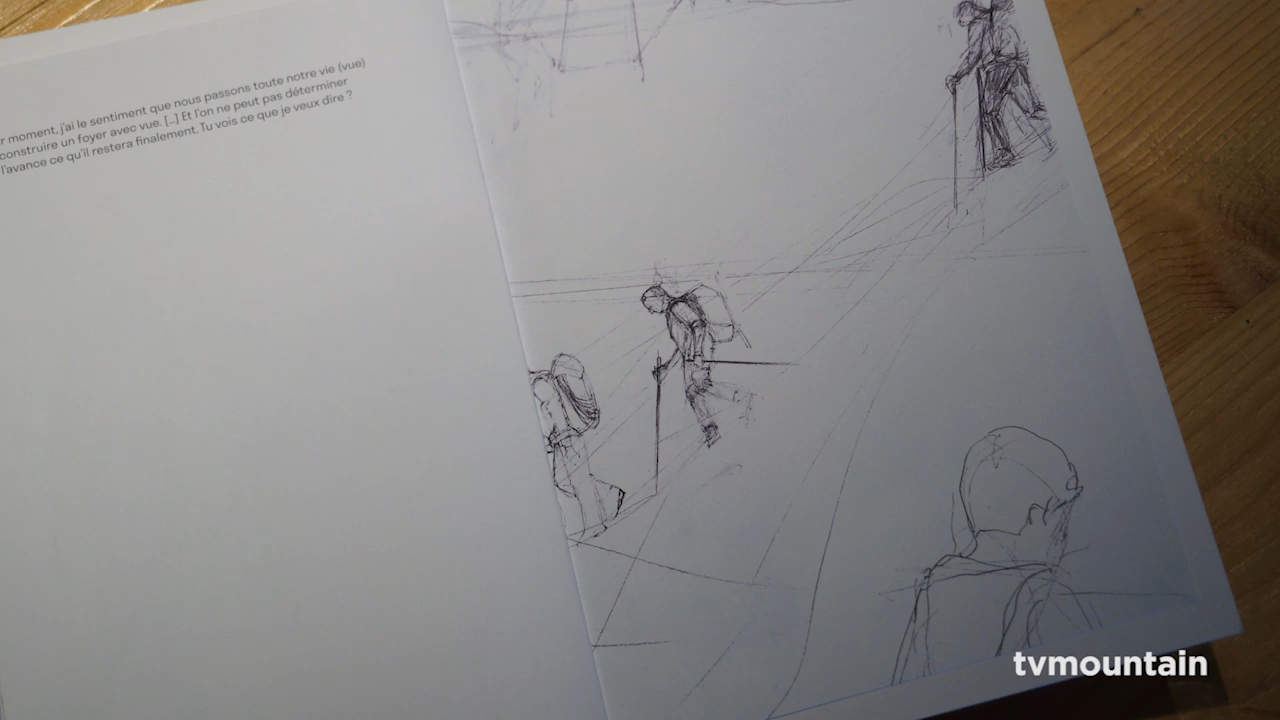 r moment, j'ai le sentiment que nous passons toute notre vie (vue)
construire un foyer avec vue. [...] Et l'on ne peut pas déterminer
l'avance ce qu'il restera finalement. Tu vois ce que je veux dire ?
tvmountain